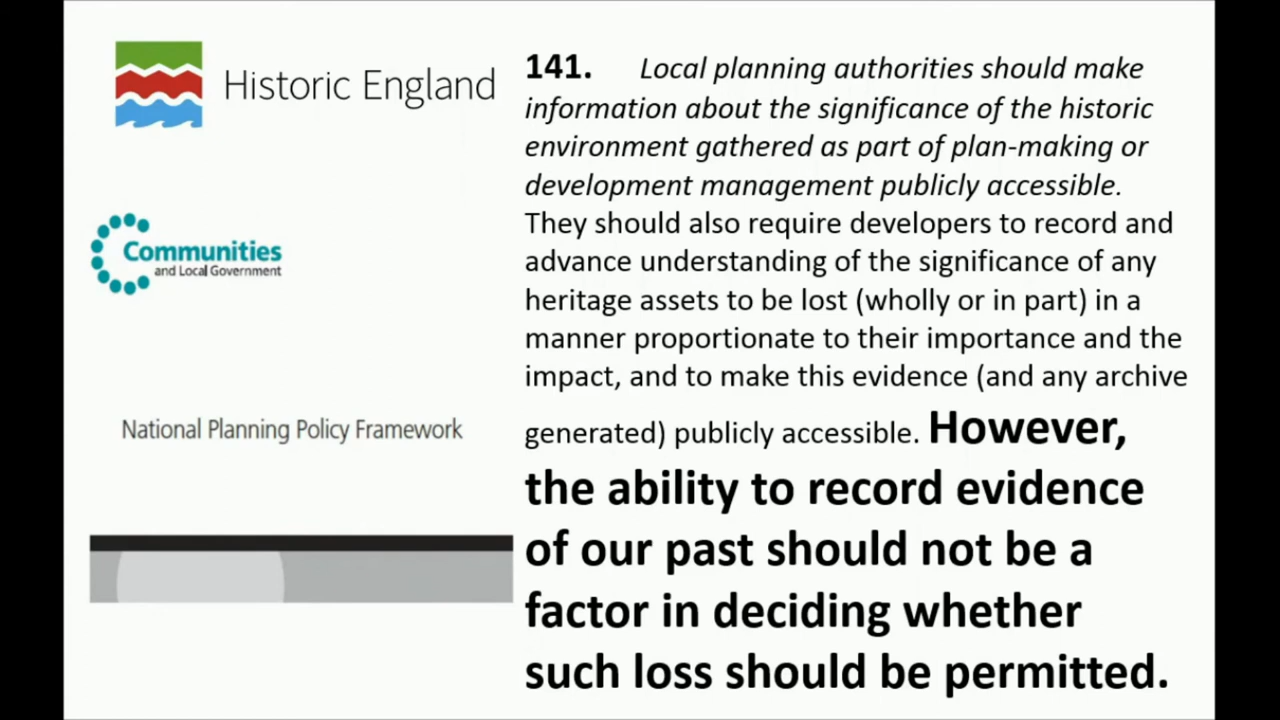 Historic England
Communities
and Local Government
National Planning Policy Framework
141. Local planning authorities should make
information about the significance of the historic
environment gathered as part of plan-making or
development management publicly accessible.
They should also require developers to record and
advance understanding of the significance of any
heritage assets to be lost (wholly or in part) in a
manner proportionate to their importance and the
impact, and to make this evidence (and any archive
generated) publicly accessible. However,
the ability to record evidence
of our past should not be a
factor in deciding whether
such loss should be permitted.